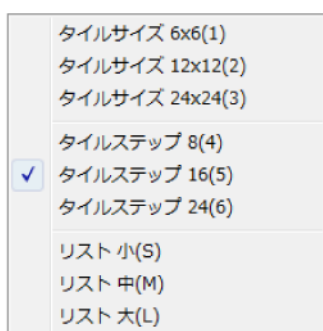 タイルサイズ 6x6(1)
タイルサイズ 12x12(2)
タイルサイズ 24x24(3)
タイルステップ 8(4)
タイルステップ 16(5)
タイルステップ 24(6)
リスト 小(S)
リスト 中(M)
リスト 大(L)